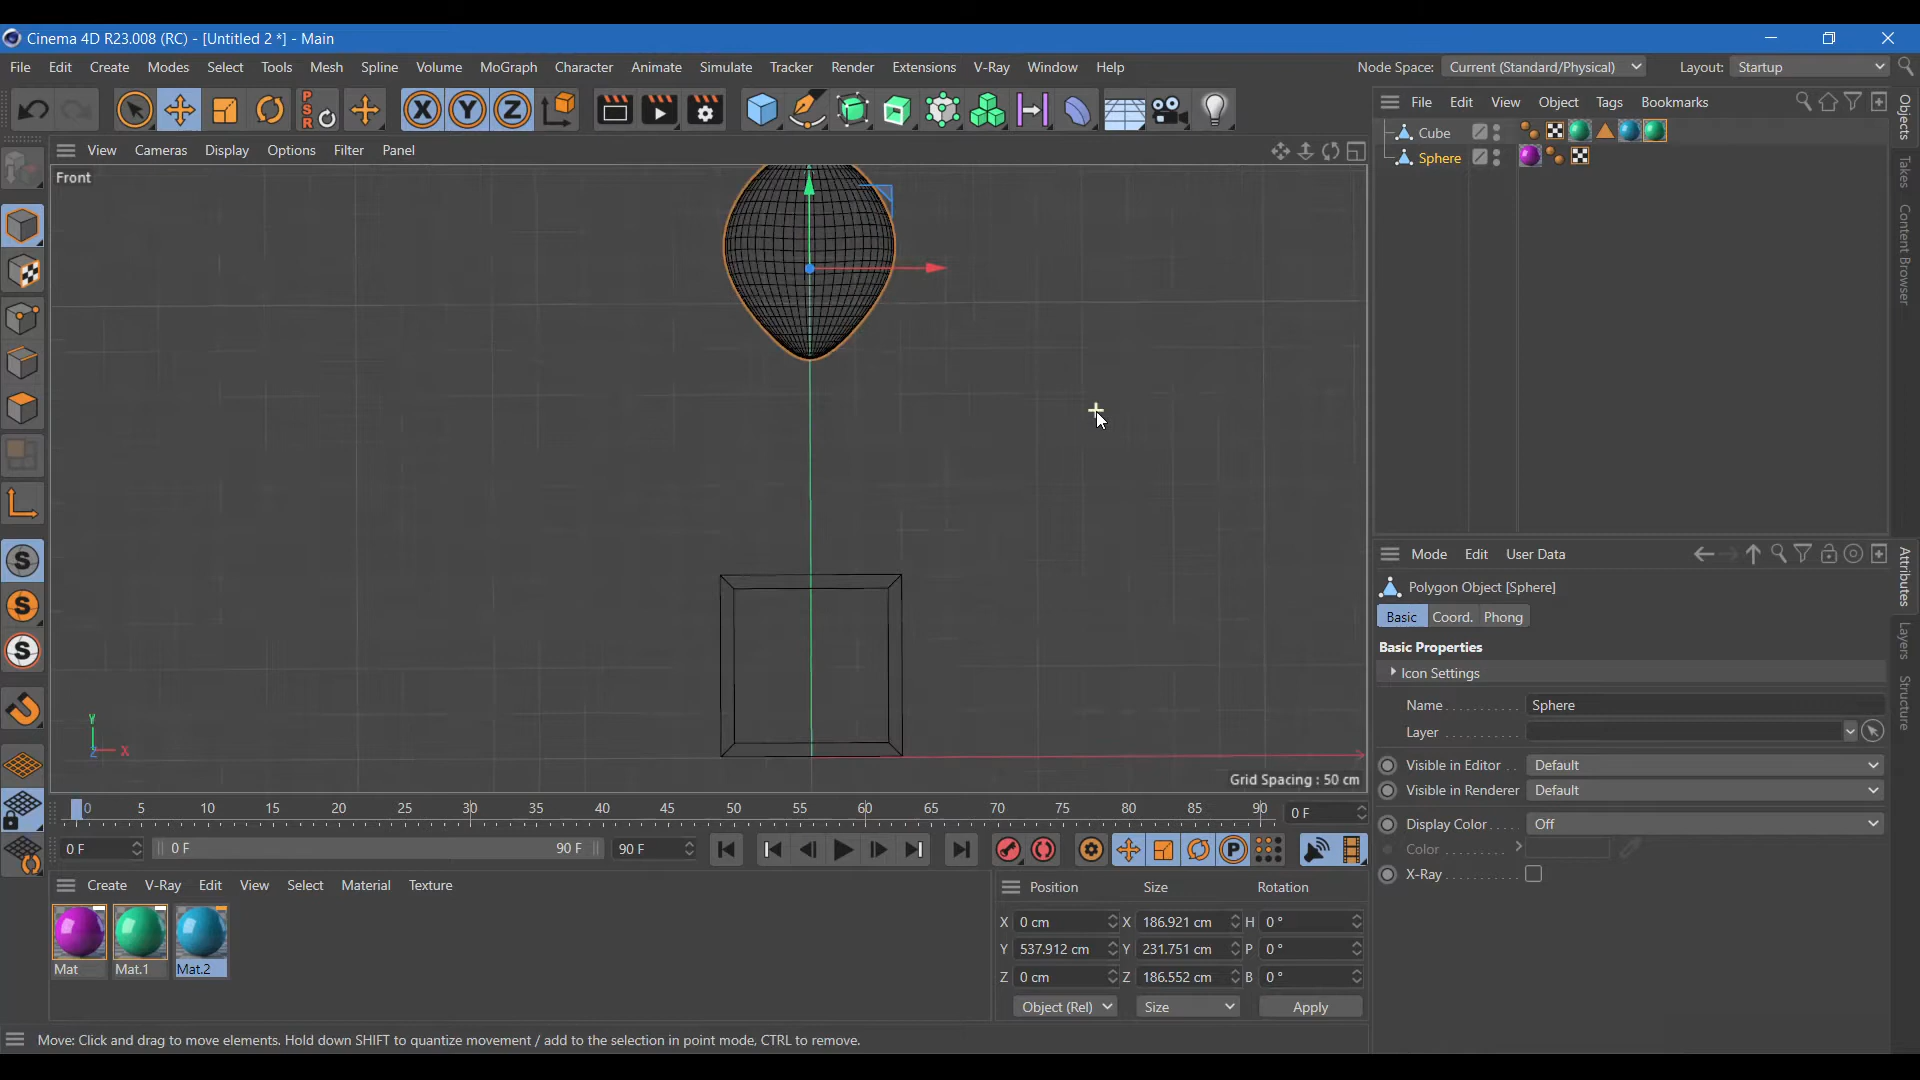 Cinema 4D R23.008 (RC) - [Untitled 2 *] - Main
File Edit Create Modes Select Tools Mesh Spline Volume MoGraph Character Animate Simulate Tracker Render Extensions V-Ray Window Help
Node Space: Current (Standard/Physical) Layout: Startup
PSR X Y Z
File Edit View Object Tags Bookmarks
View Cameras Display Options Filter Panel
Front
Cube
Sphere
Objects
Takes
Content Browser
Attributes
Layers
Structure
S
S
S
Y
Z X
Grid Spacing : 50 cm
Mode Edit User Data
Polygon Object [Sphere]
Basic Coord. Phong
Basic Properties
Icon Settings
Name . . . . . . . . . . Sphere
Layer . . . . . . . . . .
Visible in Editor . . Default
Visible in Renderer Default
Display Color . . . . . Off
Color . . . . . . . .
X-Ray . . . . . . . . . .
0 5 10 15 20 25 30 35 40 45 50 55 60 65 70 75 80 85 90 0 F
0 F 0 F 90 F 90 F
P
Create V-Ray Edit View Select Material Texture
Mat Mat.1 Mat.2
Position Size Rotation
X 0 cm X 186.921 cm H 0 °
Y 537.912 cm Y 231.751 cm P 0 °
Z 0 cm Z 186.552 cm B 0 °
Object (Rel) Size Apply
Move: Click and drag to move elements. Hold down SHIFT to quantize movement / add to the selection in point mode, CTRL to remove.